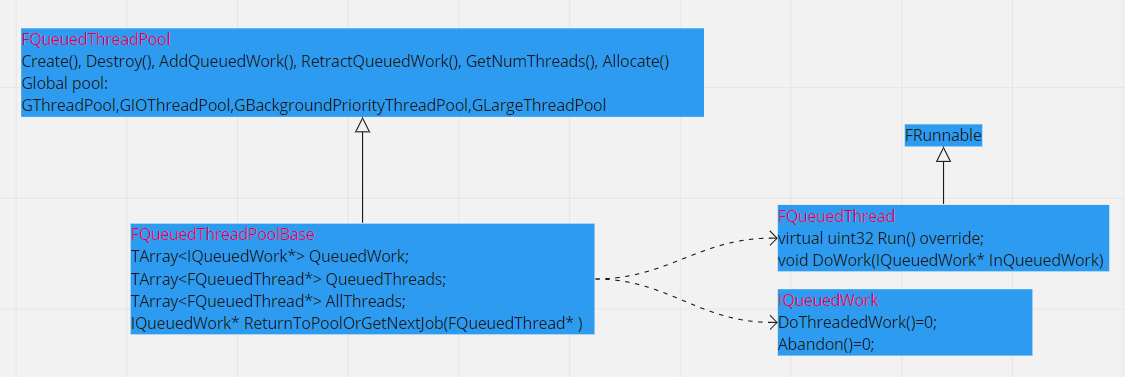 FQueuedThreadPool
Create(), Destroy(), AddQueuedWork(), RetractQueuedWork(), GetNumThreads(), Allocate()
Global pool:
GThreadPool,GIOThreadPool,GBackgroundPriorityThreadPool,GLargeThreadPool
FRunnable
FQueuedThreadPoolBase
TArray<IQueuedWork*> QueuedWork;
TArray<FQueuedThread*> QueuedThreads;
TArray<FQueuedThread*> AllThreads;
IQueuedWork* ReturnToPoolOrGetNextJob(FQueuedThread* )
FQueuedThread
virtual uint32 Run() override;
void DoWork(IQueuedWork* InQueuedWork)
IQueuedWork
DoThreadedWork()=0;
Abandon()=0;